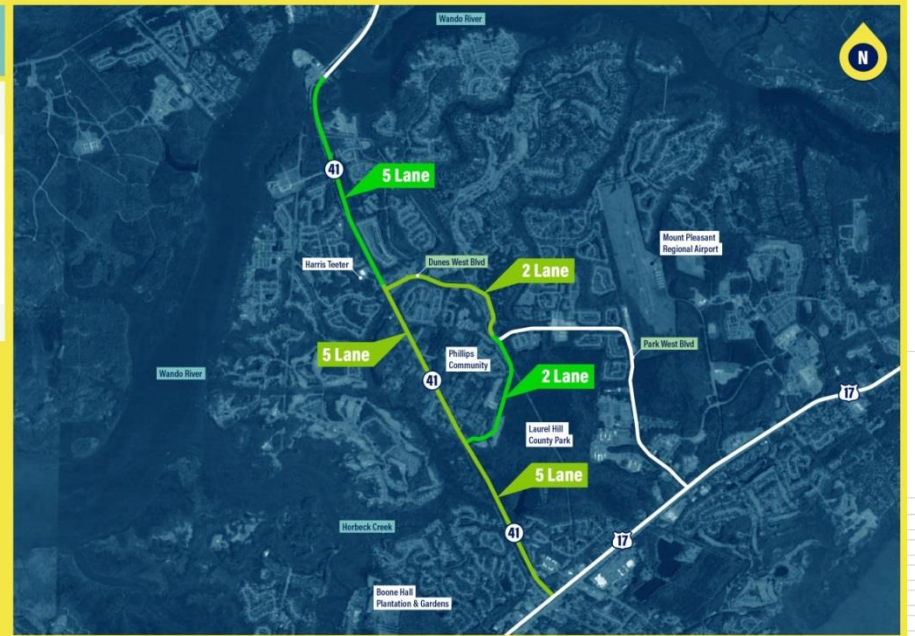 Wando River
N
41
5 Lane
Mount Pleasant
Regional Airport
Harris Teeter
Dunes West Blvd
2 Lane
5 Lane
Phillips
Community
Park West Blvd
Wando River
41
2 Lane
17
Laurel Hill
County Park
5 Lane
Horbeck Creek
41
17
Boone Hall
Plantation & Gardens